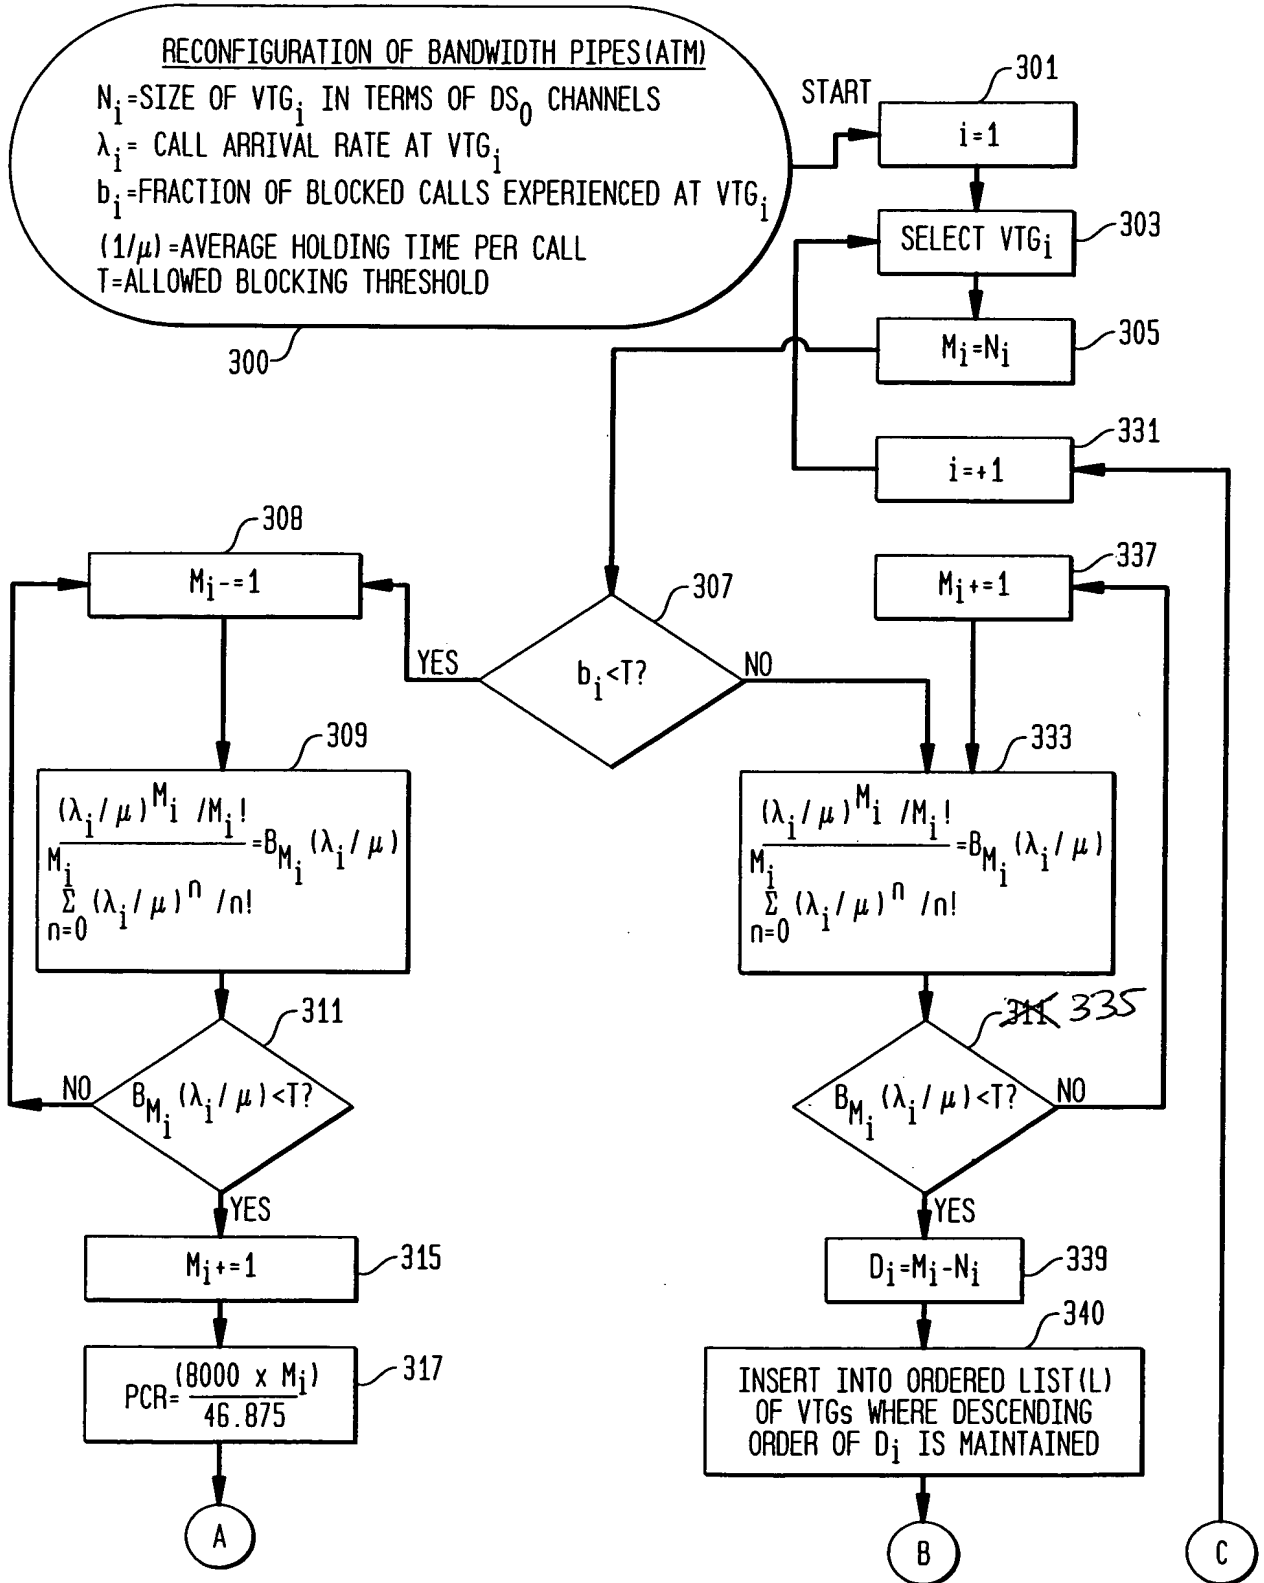 RECONFIGURATION OF BANDWIDTH PIPES(ATM)
Nᵢ=SIZE OF VTGᵢ IN TERMS OF DS₀ CHANNELS
λᵢ= CALL ARRIVAL RATE AT VTGᵢ
bᵢ=FRACTION OF BLOCKED CALLS EXPERIENCED AT VTGᵢ
(1/μ)=AVERAGE HOLDING TIME PER CALL
T=ALLOWED BLOCKING THRESHOLD
300
START
301
i=1
303
SELECT VTGᵢ
305
Mᵢ=Nᵢ
331
i=+1
308
Mᵢ-=1
307
bᵢ<T?
YES
NO
337
Mᵢ+=1
309
(λᵢ/μ)^Mᵢ /Mᵢ!
=B_Mᵢ(λᵢ/μ)
Mᵢ
Σ (λᵢ/μ)ⁿ /n!
n=0
333
(λᵢ/μ)^Mᵢ /Mᵢ!
=B_Mᵢ(λᵢ/μ)
Mᵢ
Σ (λᵢ/μ)ⁿ /n!
n=0
311
B_Mᵢ(λᵢ/μ)<T?
NO
YES
311 335
B_Mᵢ(λᵢ/μ)<T?
NO
YES
315
Mᵢ+=1
339
Dᵢ=Mᵢ-Nᵢ
317
PCR=(8000 x Mᵢ)
46.875
340
INSERT INTO ORDERED LIST(L)
OF VTGs WHERE DESCENDING
ORDER OF Dᵢ IS MAINTAINED
A
B
C